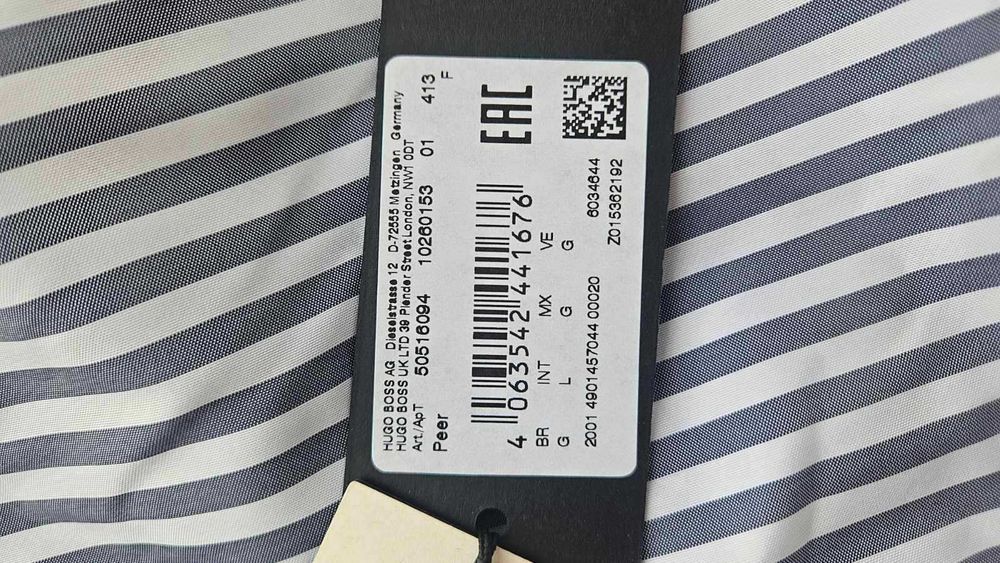 HUGO BOSS AG Dieselstrasse 12 D-72555 Metzingen Germany
HUGO BOSS UK LTD 39 Plender Street London, NW1 0DT
Art./ApT 50516094 10260153 01 413
F
Peer
EAC
4 063542 441676
BR INT MX VE
G L G G
2001 4901457044 00020 6034644
Z015362192